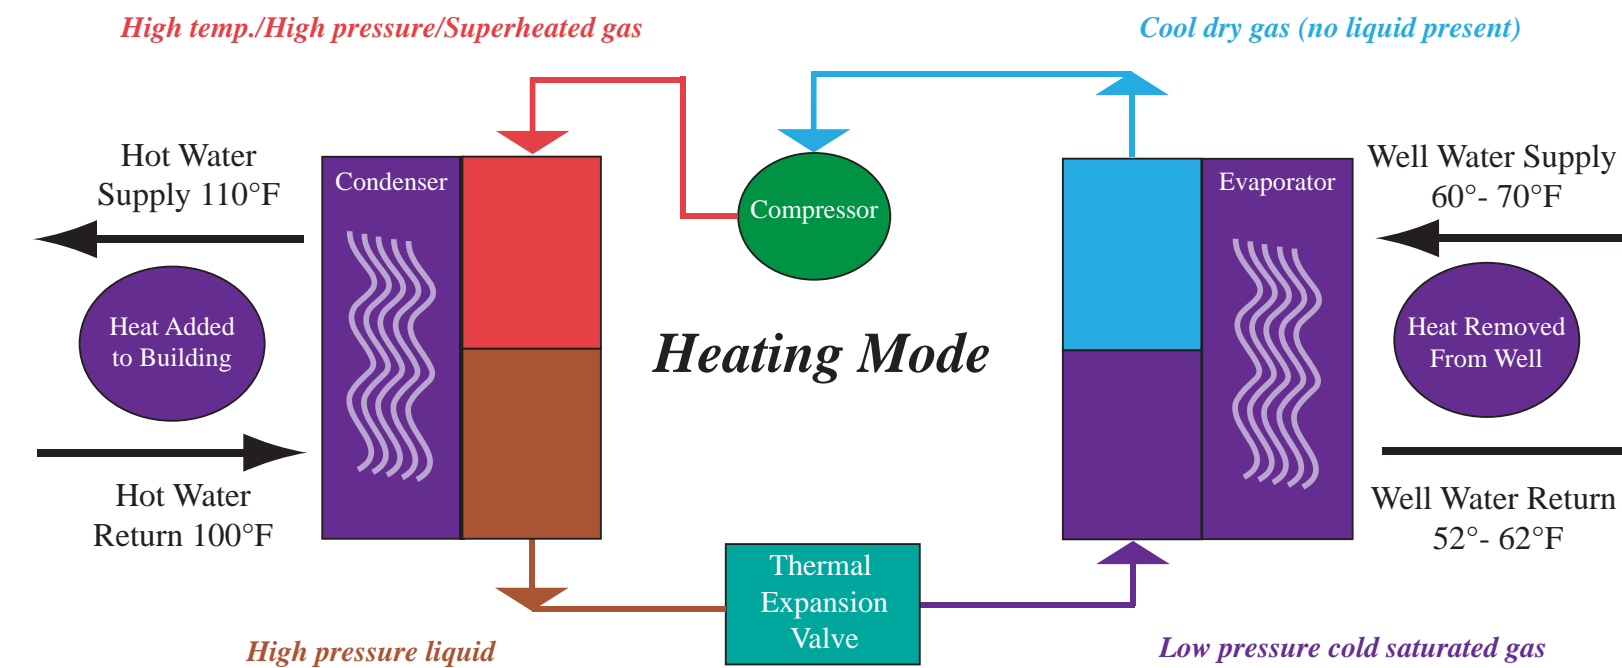 High temp./High pressure/Superheated gas
Cool dry gas (no liquid present)
Hot Water
Supply 110°F
Condenser
Compressor
Evaporator
Well Water Supply
60°- 70°F
Heat Added
to Building
Heating Mode
Heat Removed
From Well
Hot Water
Return 100°F
Thermal
Expansion
Valve
Well Water Return
52°- 62°F
High pressure liquid
Low pressure cold saturated gas